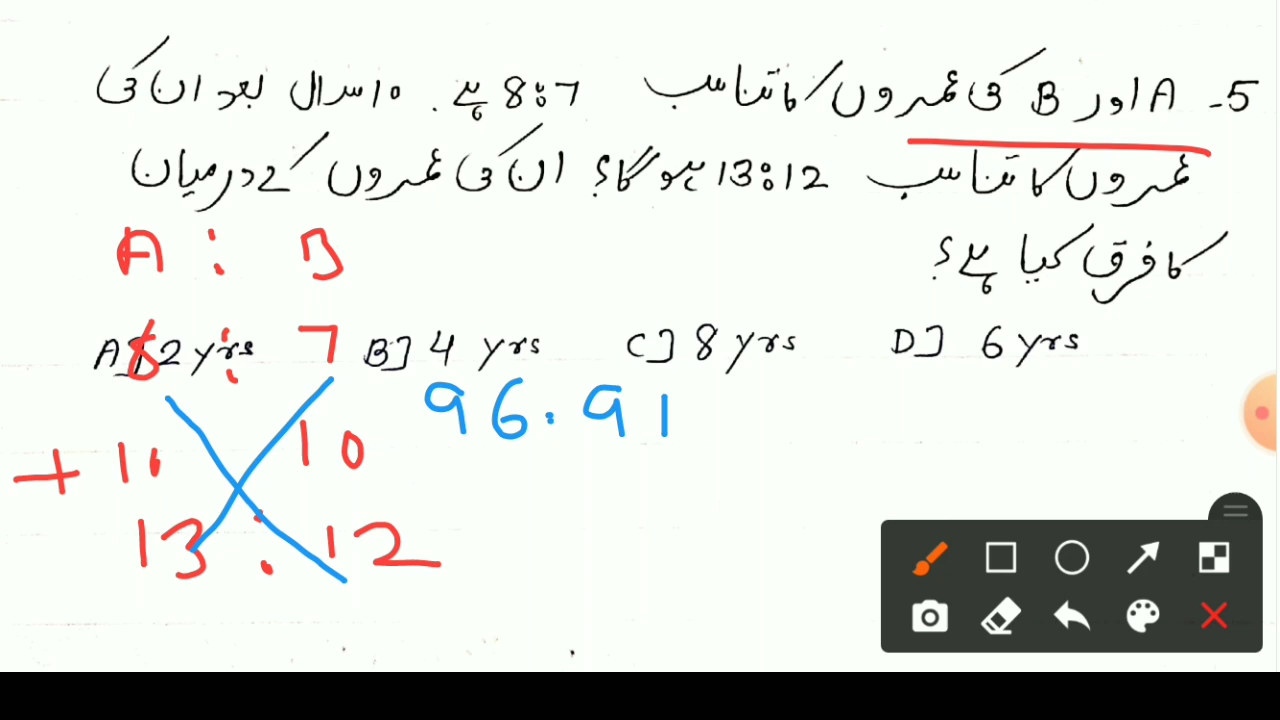 5۔ A اور B کی عمروں کا تناسب 8:7 ہے۔ 10 سال بعد ان کی
عمروں کا تناسب 13:12 ہو گا؟ ان کی عمروں کے درمیان
کا فرق کیا ہے؟
A] 2 yrs B] 4 yrs C] 8 yrs D] 6 yrs
A : B
8 : 7
96 . 91
+ 10 10
13 : 12